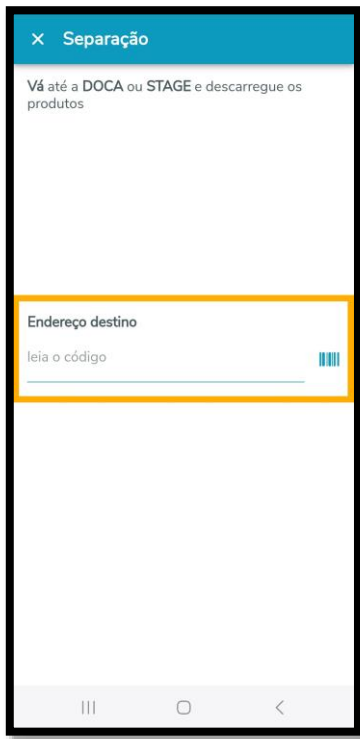 Separação
Vá até a DOCA ou STAGE e descarregue os
produtos
Endereço destino
leia o código